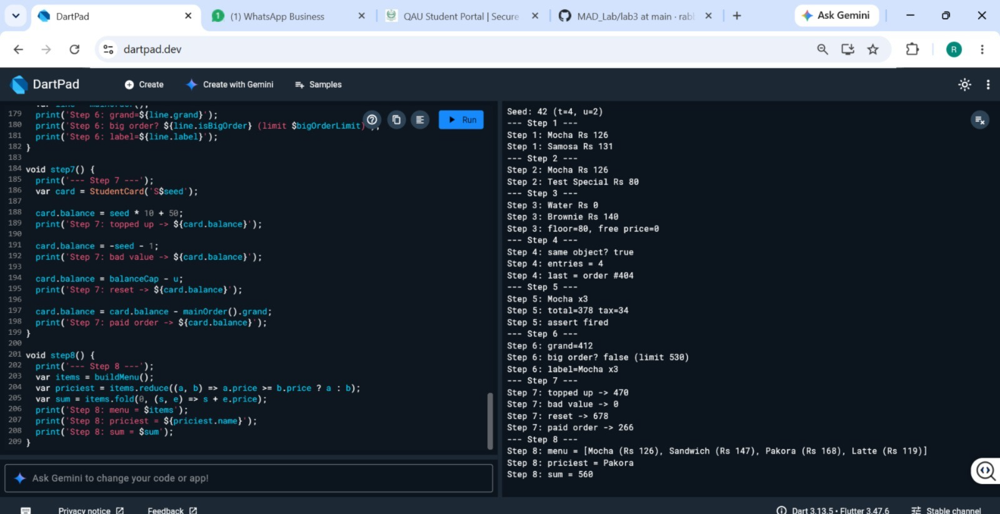 DartPad
(1) WhatsApp Business
QAU Student Portal | Secure
MAD_Lab/lab3 at main · rabl
Ask Gemini
dartpad.dev
R
DartPad
Create
Create with Gemini
Samples
Run
179 print('Step 6: grand=${line.grand}');
180 print('Step 6: big order? ${line.isBigOrder} (limit $bigOrderLimit)');
181 print('Step 6: label=${line.label}');
182 }
183
184 void step7() {
185 print('--- Step 7 ---');
186 var card = StudentCard('S$seed');
187
188 card.balance = seed * 10 + 50;
189 print('Step 7: topped up -> ${card.balance}');
190
191 card.balance = -seed - 1;
192 print('Step 7: bad value -> ${card.balance}');
193
194 card.balance = balanceCap - u;
195 print('Step 7: reset -> ${card.balance}');
196
197 card.balance = card.balance - mainOrder().grand;
198 print('Step 7: paid order -> ${card.balance}');
199 }
200
201 void step8() {
202 print('--- Step 8 ---');
203 var items = buildMenu();
204 var priciest = items.reduce((a, b) => a.price >= b.price ? a : b);
205 var sum = items.fold(0, (s, e) => s + e.price);
206 print('Step 8: menu = $items');
207 print('Step 8: priciest = ${priciest.name}');
208 print('Step 8: sum = $sum');
209 }
Ask Gemini to change your code or app!
Seed: 42 (t=4, u=2)
--- Step 1 ---
Step 1: Mocha Rs 126
Step 1: Samosa Rs 131
--- Step 2 ---
Step 2: Mocha Rs 126
Step 2: Test Special Rs 80
--- Step 3 ---
Step 3: Water Rs 0
Step 3: Brownie Rs 140
Step 3: floor=80, free price=0
--- Step 4 ---
Step 4: same object? true
Step 4: entries = 4
Step 4: last = order #404
--- Step 5 ---
Step 5: Mocha x3
Step 5: total=378 tax=34
Step 5: assert fired
--- Step 6 ---
Step 6: grand=412
Step 6: big order? false (limit 530)
Step 6: label=Mocha x3
--- Step 7 ---
Step 7: topped up -> 470
Step 7: bad value -> 0
Step 7: reset -> 678
Step 7: paid order -> 266
--- Step 8 ---
Step 8: menu = [Mocha (Rs 126), Sandwich (Rs 147), Pakora (Rs 168), Latte (Rs 119)]
Step 8: priciest = Pakora
Step 8: sum = 560
Privacy notice
Feedback
Dart 3.13.5 • Flutter 3.47.6
Stable channel